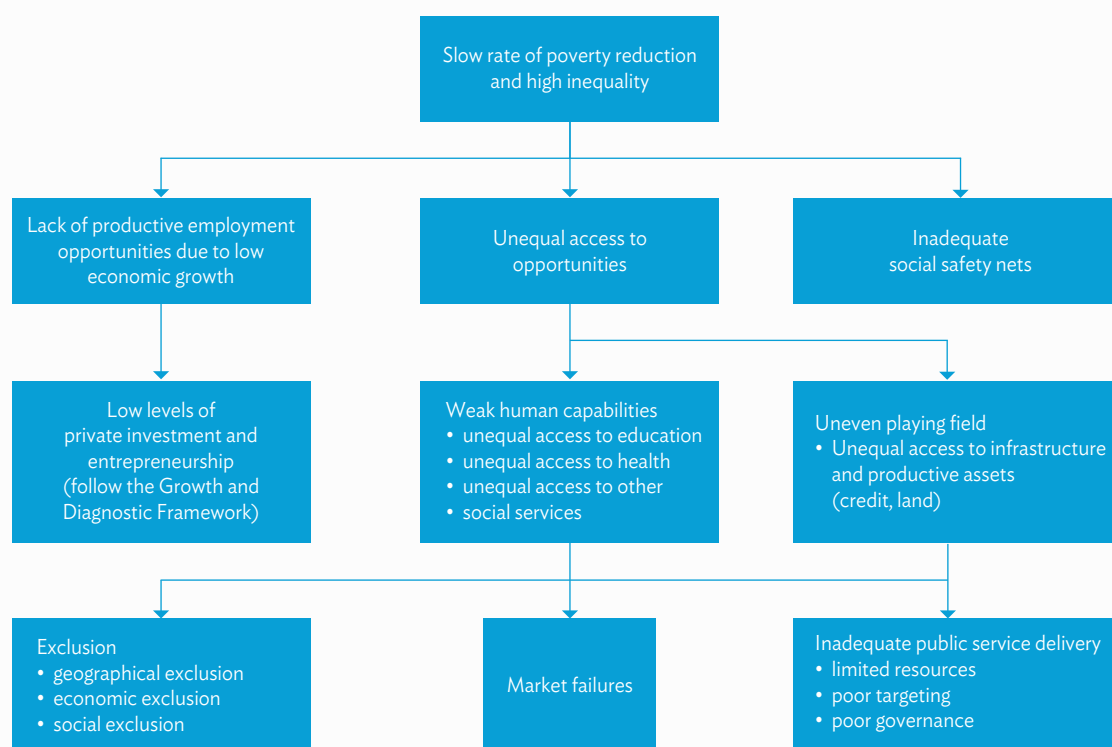 Slow rate of poverty reduction
and high inequality
Lack of productive employment
opportunities due to low
economic growth
Unequal access to
opportunities
Inadequate
social safety nets
Low levels of
private investment and
entrepreneurship
(follow the Growth and
Diagnostic Framework)
Weak human capabilities
• unequal access to education
• unequal access to health
• unequal access to other
• social services
Uneven playing field
• Unequal access to infrastructure
and productive assets
(credit, land)
Exclusion
• geographical exclusion
• economic exclusion
• social exclusion
Market failures
Inadequate public service delivery
• limited resources
• poor targeting
• poor governance